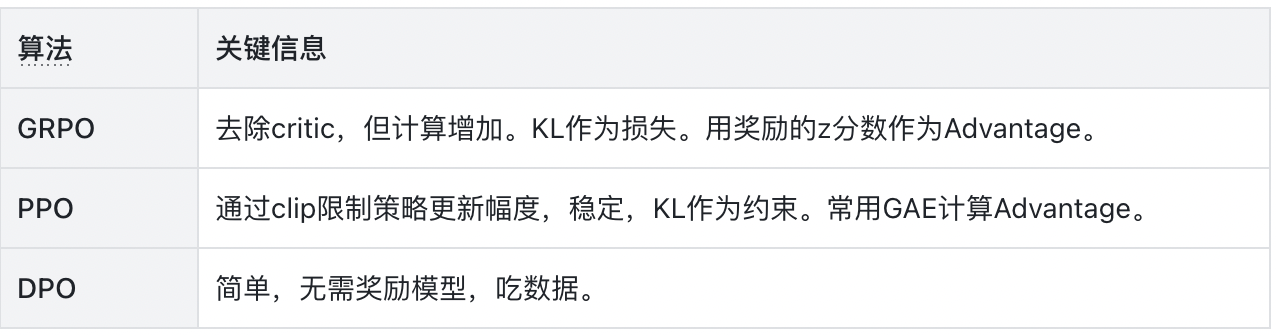 算法 关键信息
GRPO 去除critic，但计算增加。KL作为损失。用奖励的z分数作为Advantage。
PPO 通过clip限制策略更新幅度，稳定，KL作为约束。常用GAE计算Advantage。
DPO 简单，无需奖励模型，吃数据。